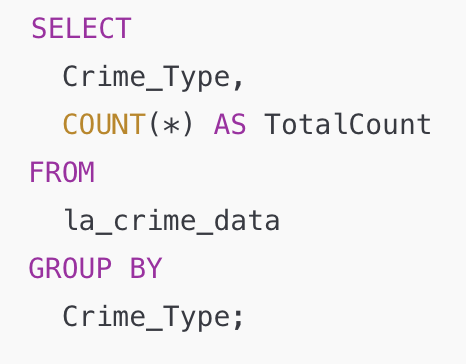 SELECT
  Crime_Type,
  COUNT(*) AS TotalCount
FROM
  la_crime_data
GROUP BY
  Crime_Type;